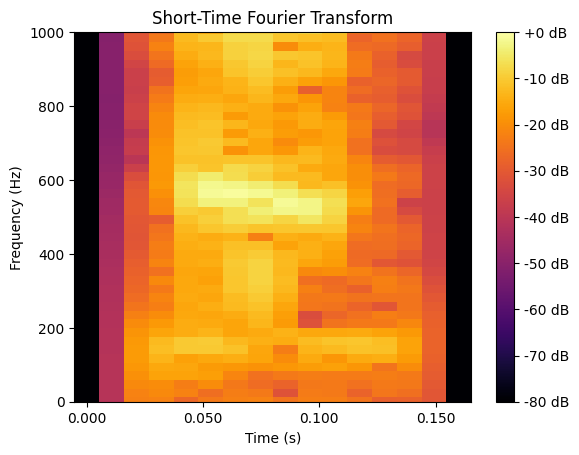 Short-Time Fourier Transform
Frequency (Hz)
1000
800
600
400
200
0
0.000
0.050
0.100
0.150
Time (s)
+0 dB
-10 dB
-20 dB
-30 dB
-40 dB
-50 dB
-60 dB
-70 dB
-80 dB